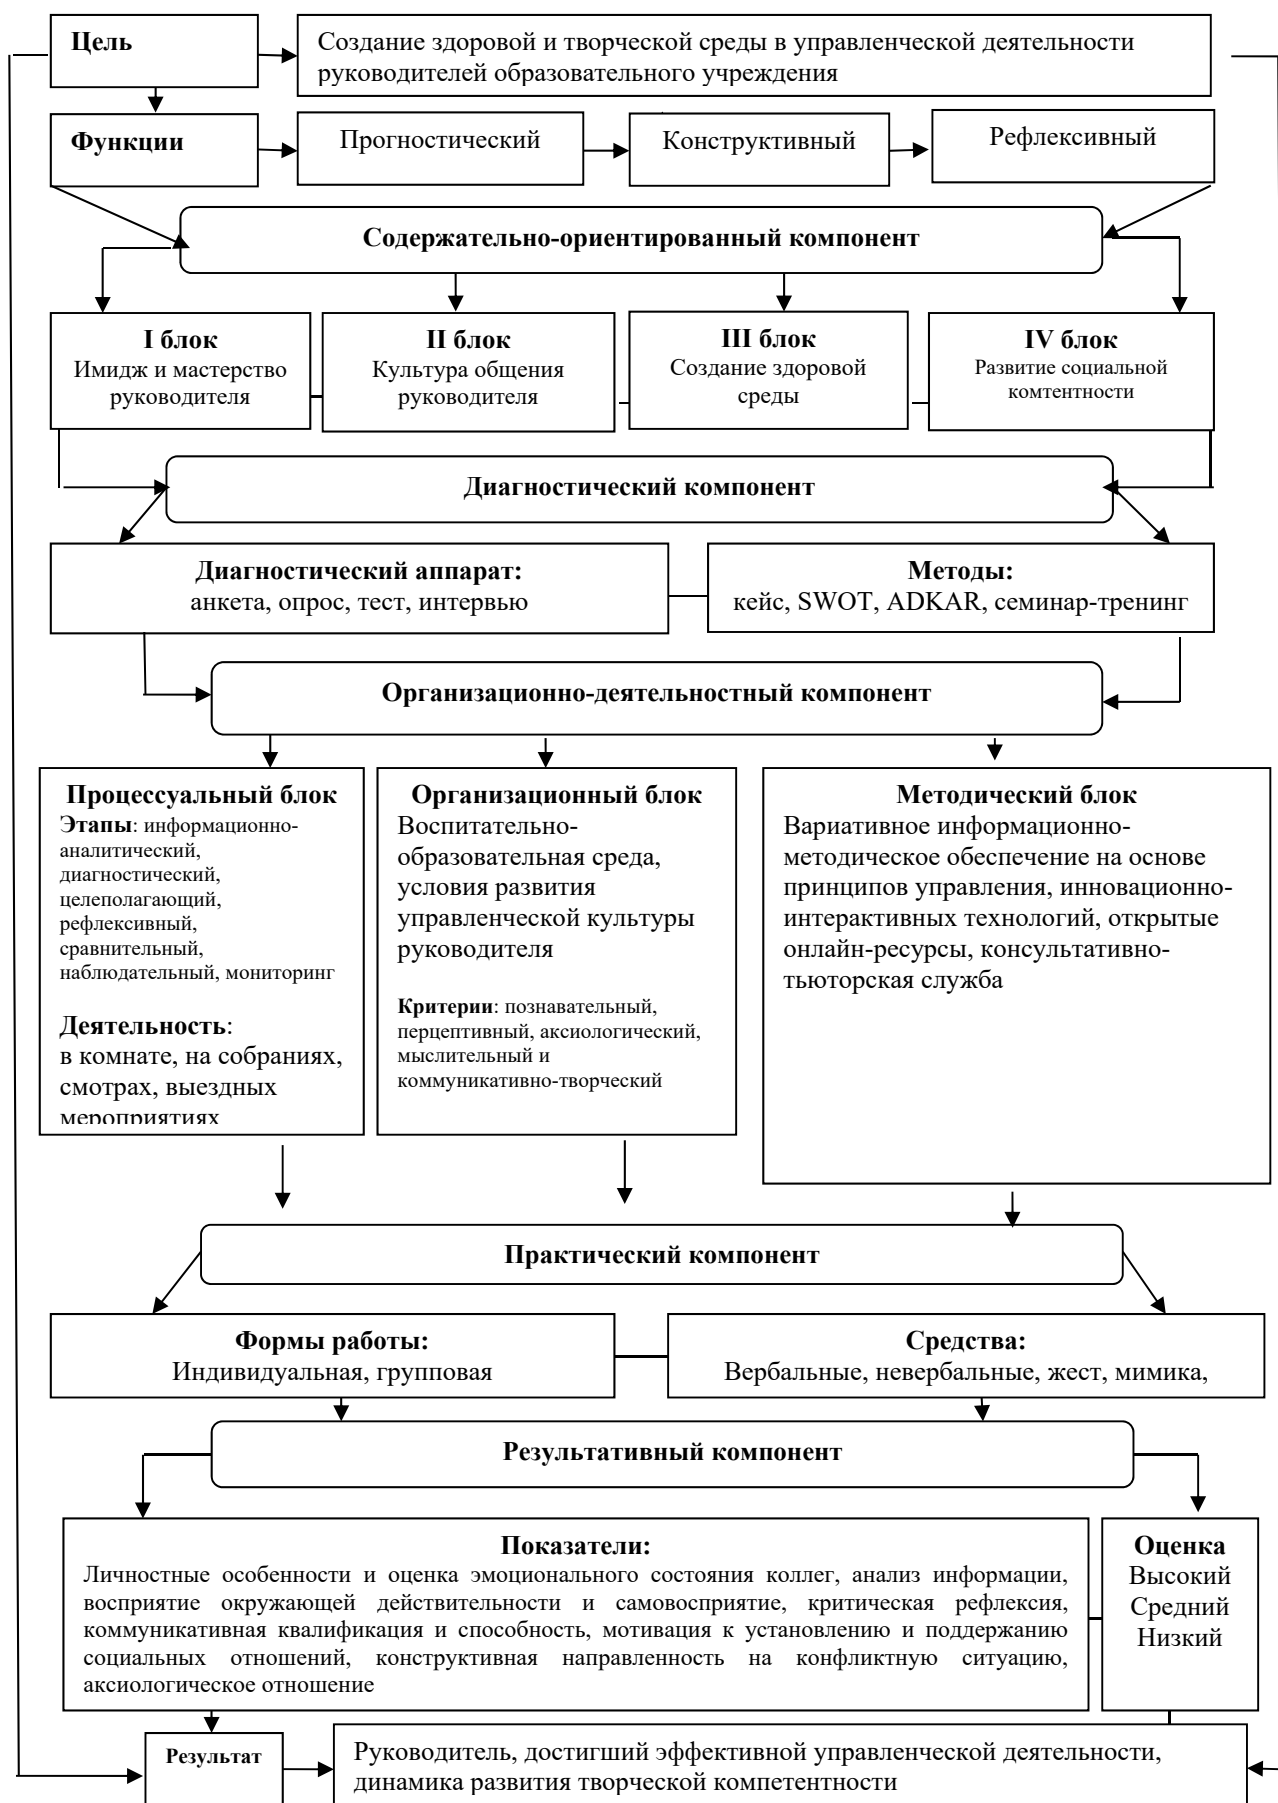 Цель
Создание здоровой и творческой среды в управленческой деятельности
руководителей образовательного учреждения
Функции
Прогностический
Конструктивный
Рефлексивный
Содержательно-ориентированный компонент
I блок
Имидж и мастерство
руководителя
II блок
Культура общения
руководителя
III блок
Создание здоровой
среды
IV блок
Развитие социальной
комтентности
Диагностический компонент
Диагностический аппарат:
анкета, опрос, тест, интервью
Методы:
кейс, SWOT, ADKAR, семинар-тренинг
Организационно-деятельностный компонент
Процессуальный блок
Этапы: информационно-
аналитический,
диагностический,
целеполагающий,
рефлексивный,
сравнительный,
наблюдательный, мониторинг
Деятельность:
в комнате, на собраниях,
смотрах, выездных
мероприятиях
Организационный блок
Воспитательно-
образовательная среда,
условия развития
управленческой культуры
руководителя
Критерии: познавательный,
перцептивный, аксиологический,
мыслительный и
коммуникативно-творческий
Методический блок
Вариативное информационно-
методическое обеспечение на основе
принципов управления, инновационно-
интерактивных технологий, открытые
онлайн-ресурсы, консультативно-
тьюторская служба
Практический компонент
Формы работы:
Индивидуальная, групповая
Средства:
Вербальные, невербальные, жест, мимика,
Результативный компонент
Показатели:
Личностные особенности и оценка эмоционального состояния коллег, анализ информации,
восприятие окружающей действительности и самовосприятие, критическая рефлексия,
коммуникативная квалификация и способность, мотивация к установлению и поддержанию
социальных отношений, конструктивная направленность на конфликтную ситуацию,
аксиологическое отношение
Оценка
Высокий
Средний
Низкий
Результат
Руководитель, достигший эффективной управленческой деятельности,
динамика развития творческой компетентности